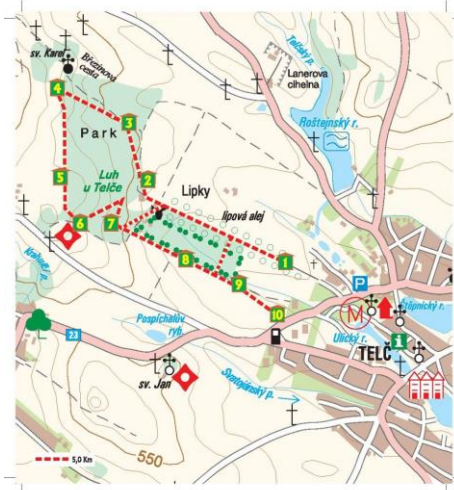 sv. Karel
Březinova
cesta
Telčský p.
Lanerova
cihelna
4
3
Park
Roštejnský r.
5
Luh
u Telče
2
Lipky
lipová alej
6
7
8
1
9
P
10
Krahulčí p.
23
Pospíchalův
ryb.
M
Štěpnický r.
Ulický r.
i
TELČ
sv. Jan
Svatojánský p.
550
5,0 Km